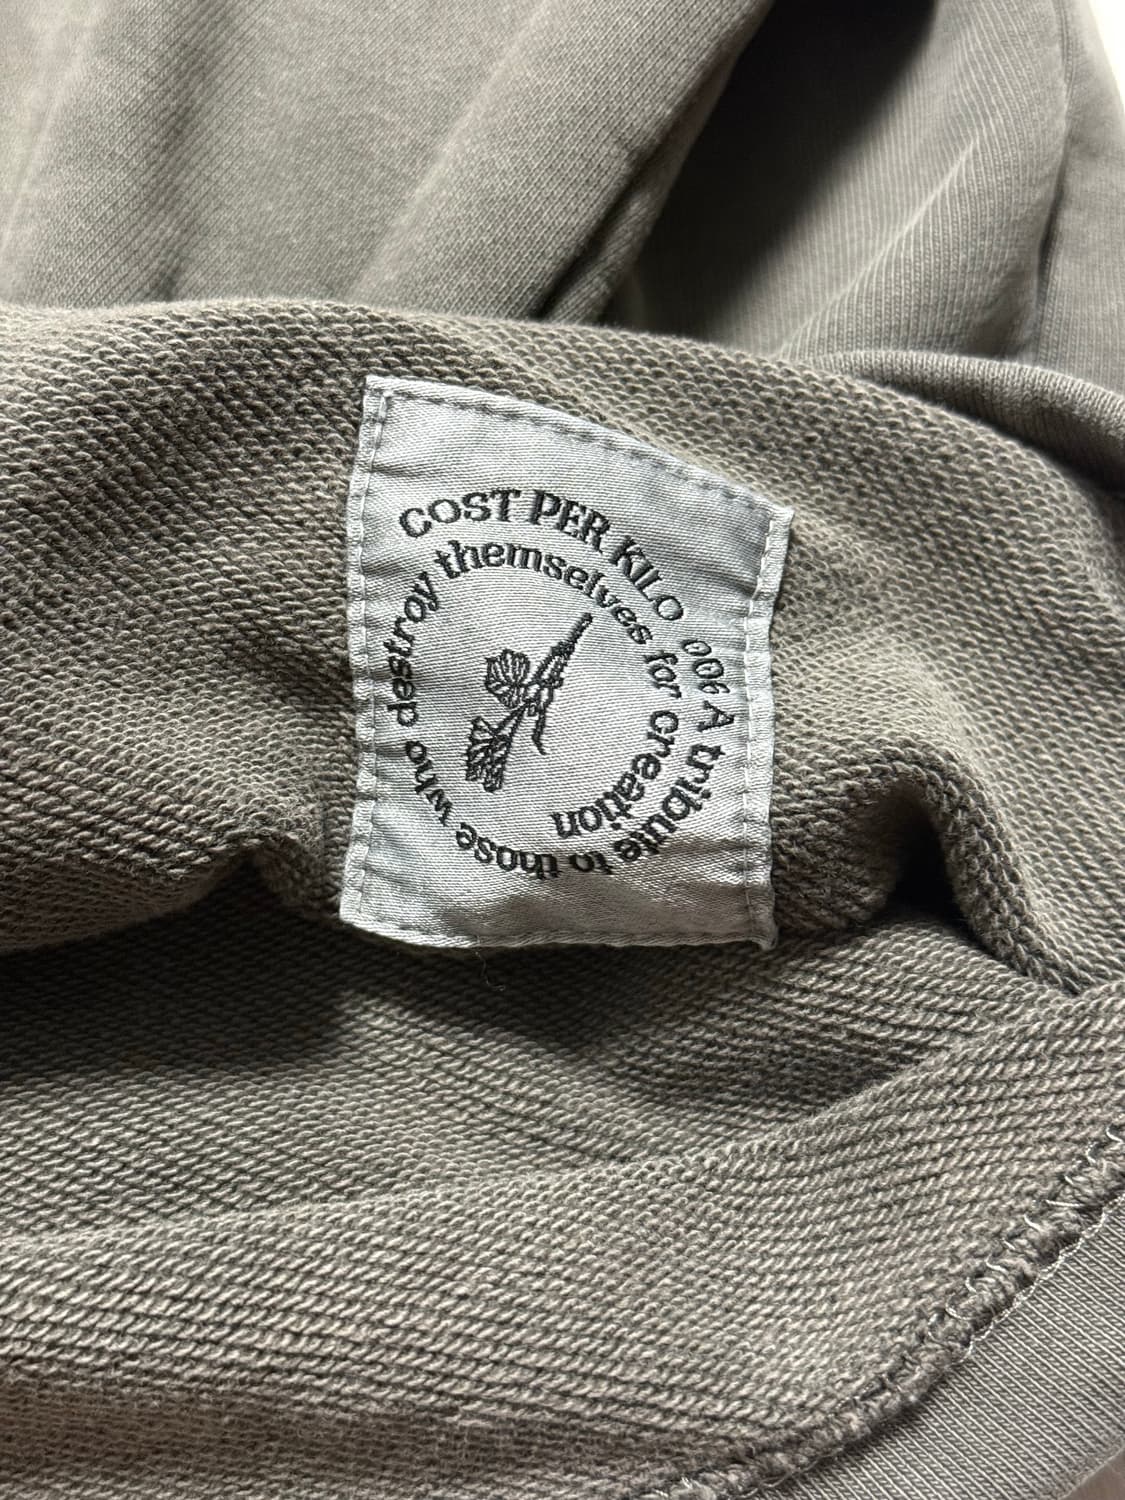 COST PER KILO 006 A tribute to those who destroy themselves for creation